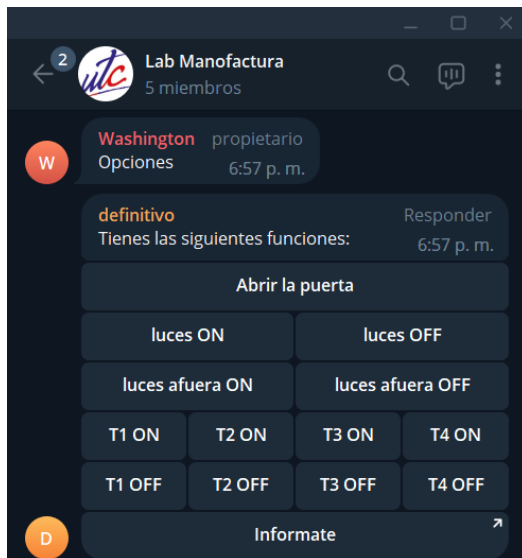 2
utc
Lab Manofactura
5 miembros
W
Washington propietario
Opciones
6:57 p. m.
definitivo Responder
Tienes las siguientes funciones:
6:57 p. m.
Abrir la puerta
luces ON luces OFF
luces afuera ON luces afuera OFF
T1 ON T2 ON T3 ON T4 ON
T1 OFF T2 OFF T3 OFF T4 OFF
D
Informate